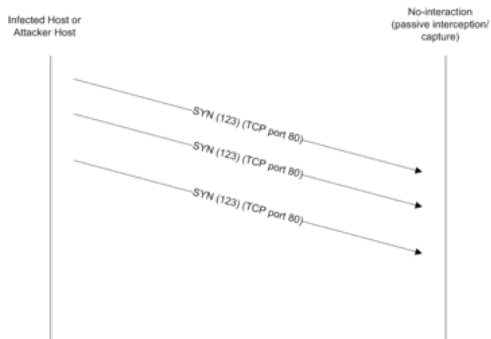 Infected Host or
Attacker Host
No-interaction
(passive interception/
capture)
SYN (123) (TCP port 80)
SYN (123) (TCP port 80)
SYN (123) (TCP port 80)